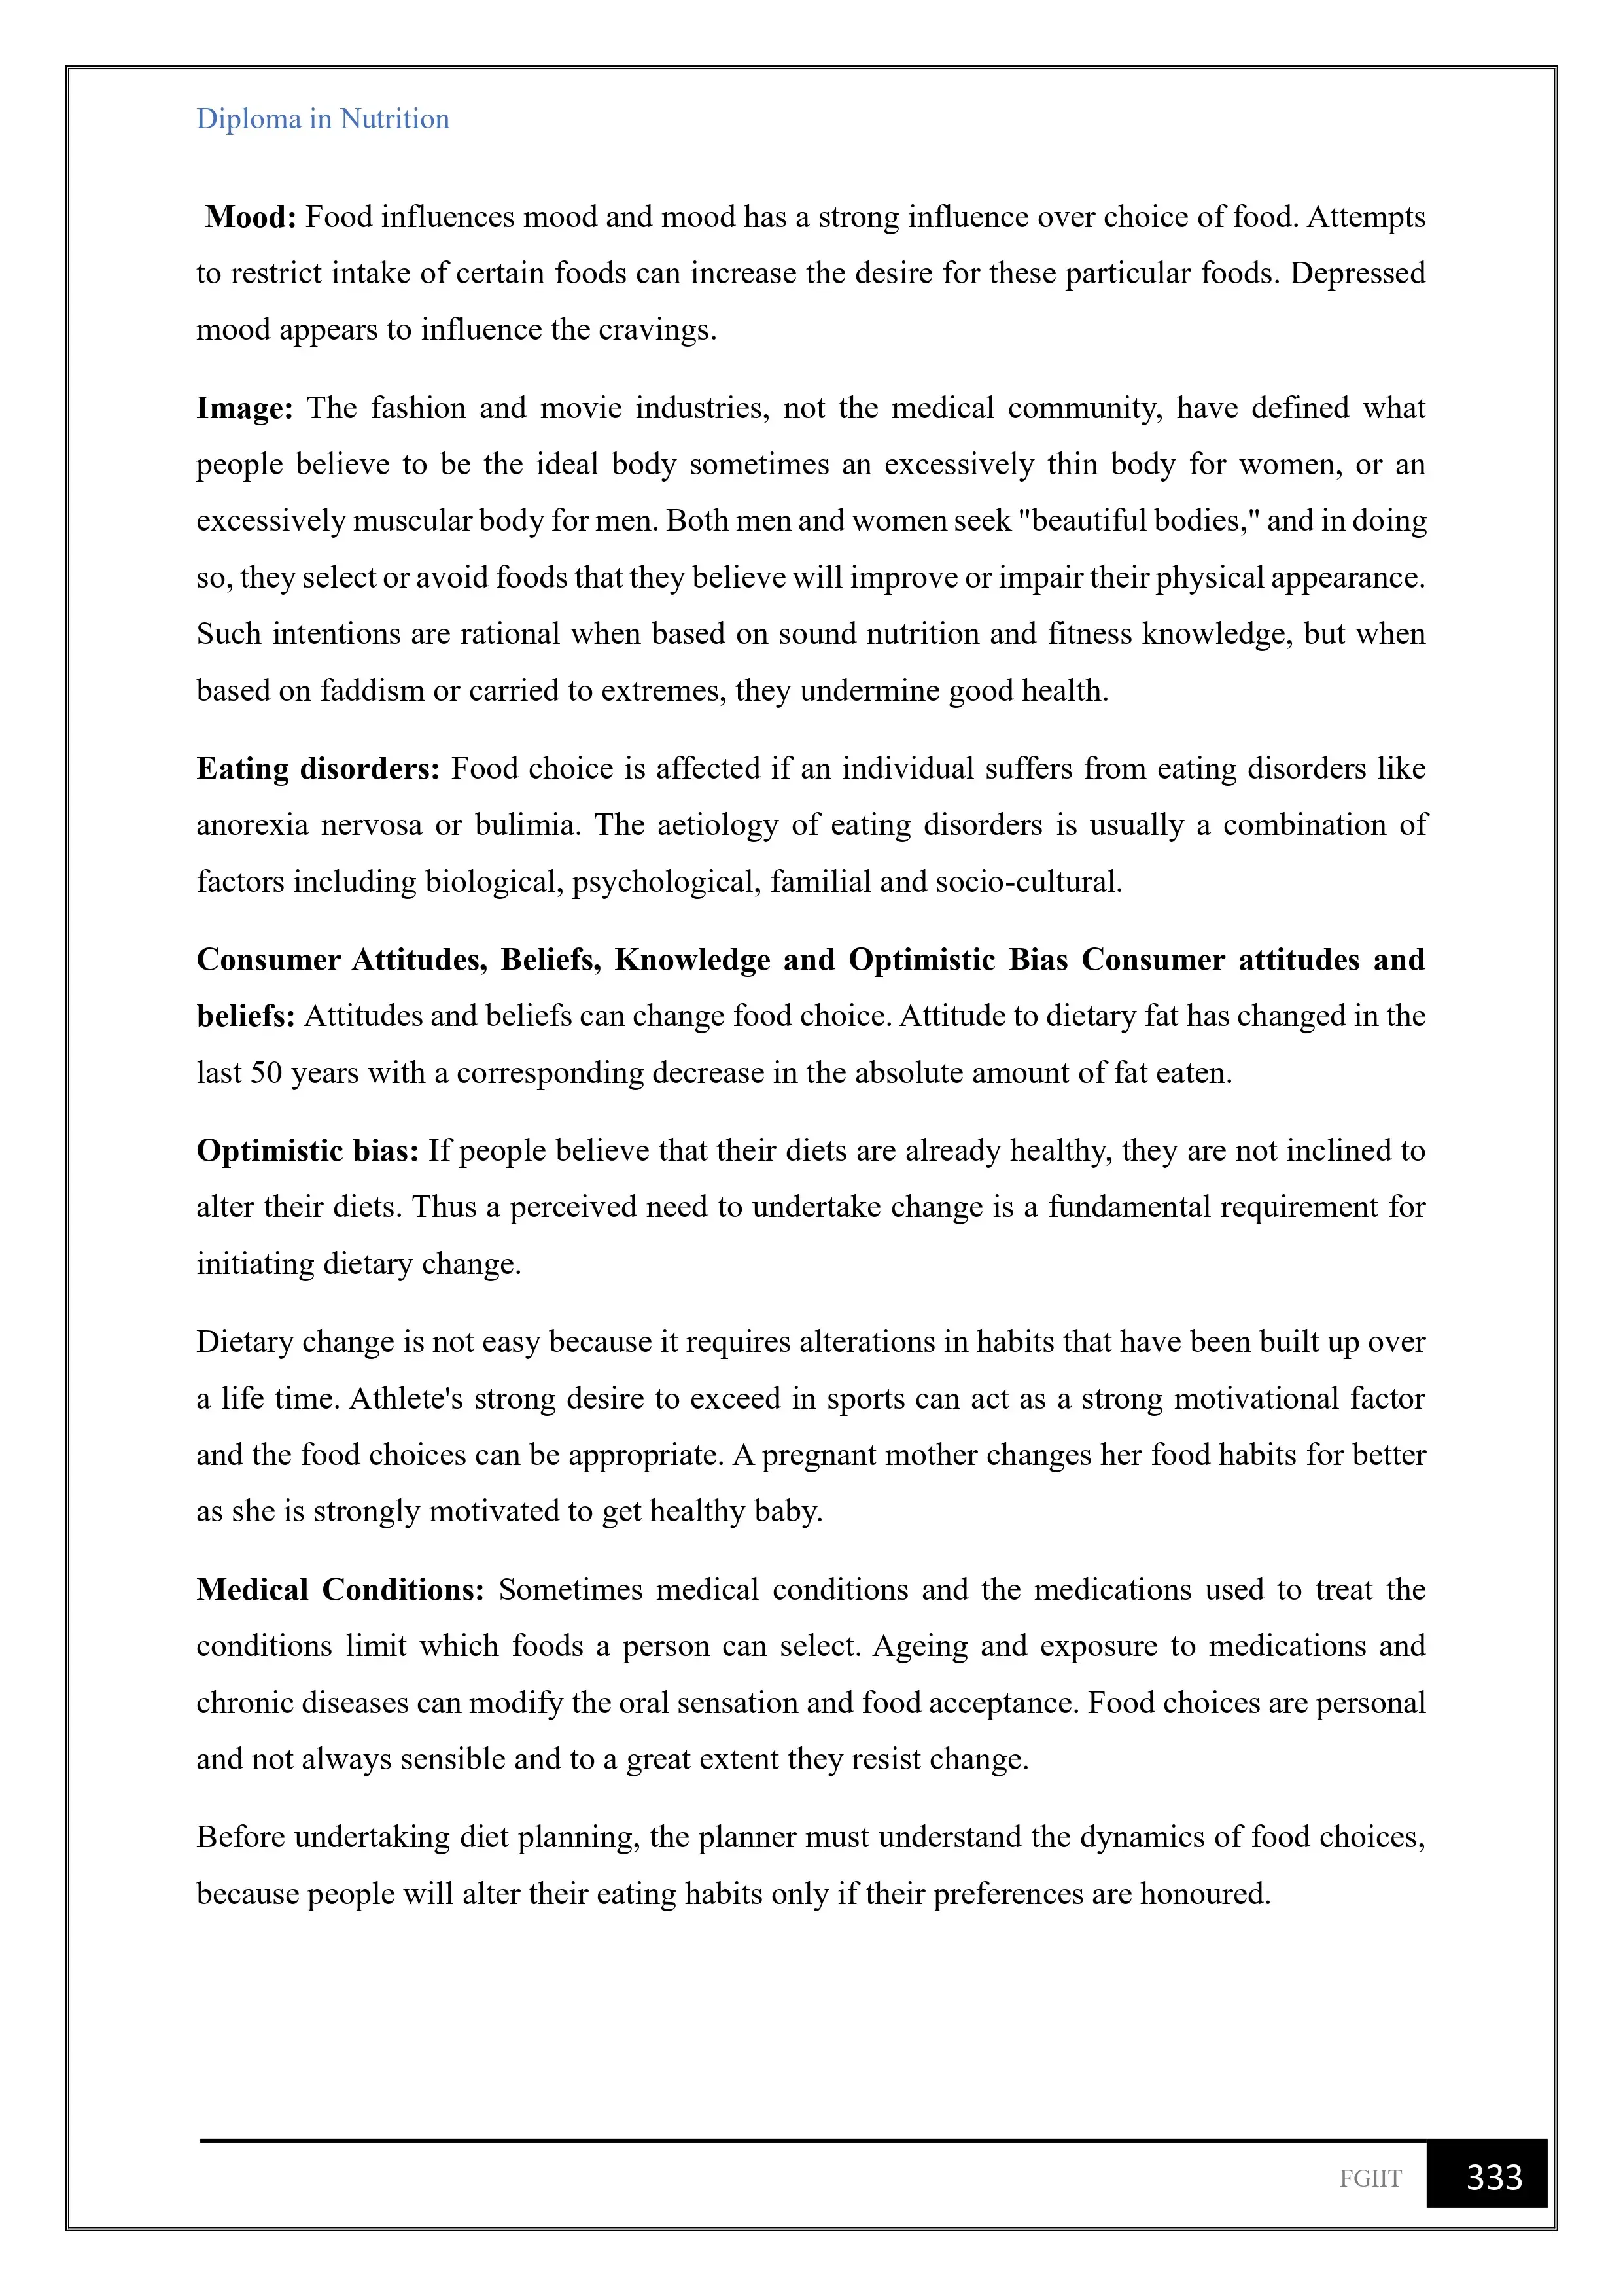 Diploma in Nutrition
Mood: Food influences mood and mood has a strong influence over choice of food. Attempts
to restrict intake of certain foods can increase the desire for these particular foods. Depressed
mood appears to influence the cravings.
Image: The fashion and movie industries, not the medical community, have defined what
people believe to be the ideal body sometimes an excessively thin body for women, or an
excessively muscular body for men. Both men and women seek "beautiful bodies," and in doing
so, they select or avoid foods that they believe will improve or impair their physical appearance.
Such intentions are rational when based on sound nutrition and fitness knowledge, but when
based on faddism or carried to extremes, they undermine good health.
Eating disorders: Food choice is affected if an individual suffers from eating disorders like
anorexia nervosa or bulimia. The aetiology of eating disorders is usually a combination of
factors including biological, psychological, familial and socio-cultural.
Consumer Attitudes, Beliefs, Knowledge and Optimistic Bias Consumer attitudes and
beliefs: Attitudes and beliefs can change food choice. Attitude to dietary fat has changed in the
last 50 years with a corresponding decrease in the absolute amount of fat eaten.
Optimistic bias: If people believe that their diets are already healthy, they are not inclined to
alter their diets. Thus a perceived need to undertake change is a fundamental requirement for
initiating dietary change.
Dietary change is not easy because it requires alterations in habits that have been built up over
a life time. Athlete's strong desire to exceed in sports can act as a strong motivational factor
and the food choices can be appropriate. A pregnant mother changes her food habits for better
as she is strongly motivated to get healthy baby.
Medical Conditions: Sometimes medical conditions and the medications used to treat the
conditions limit which foods a person can select. Ageing and exposure to medications and
chronic diseases can modify the oral sensation and food acceptance. Food choices are personal
and not always sensible and to a great extent they resist change.
Before undertaking diet planning, the planner must understand the dynamics of food choices,
because people will alter their eating habits only if their preferences are honoured.
FGIIT 333